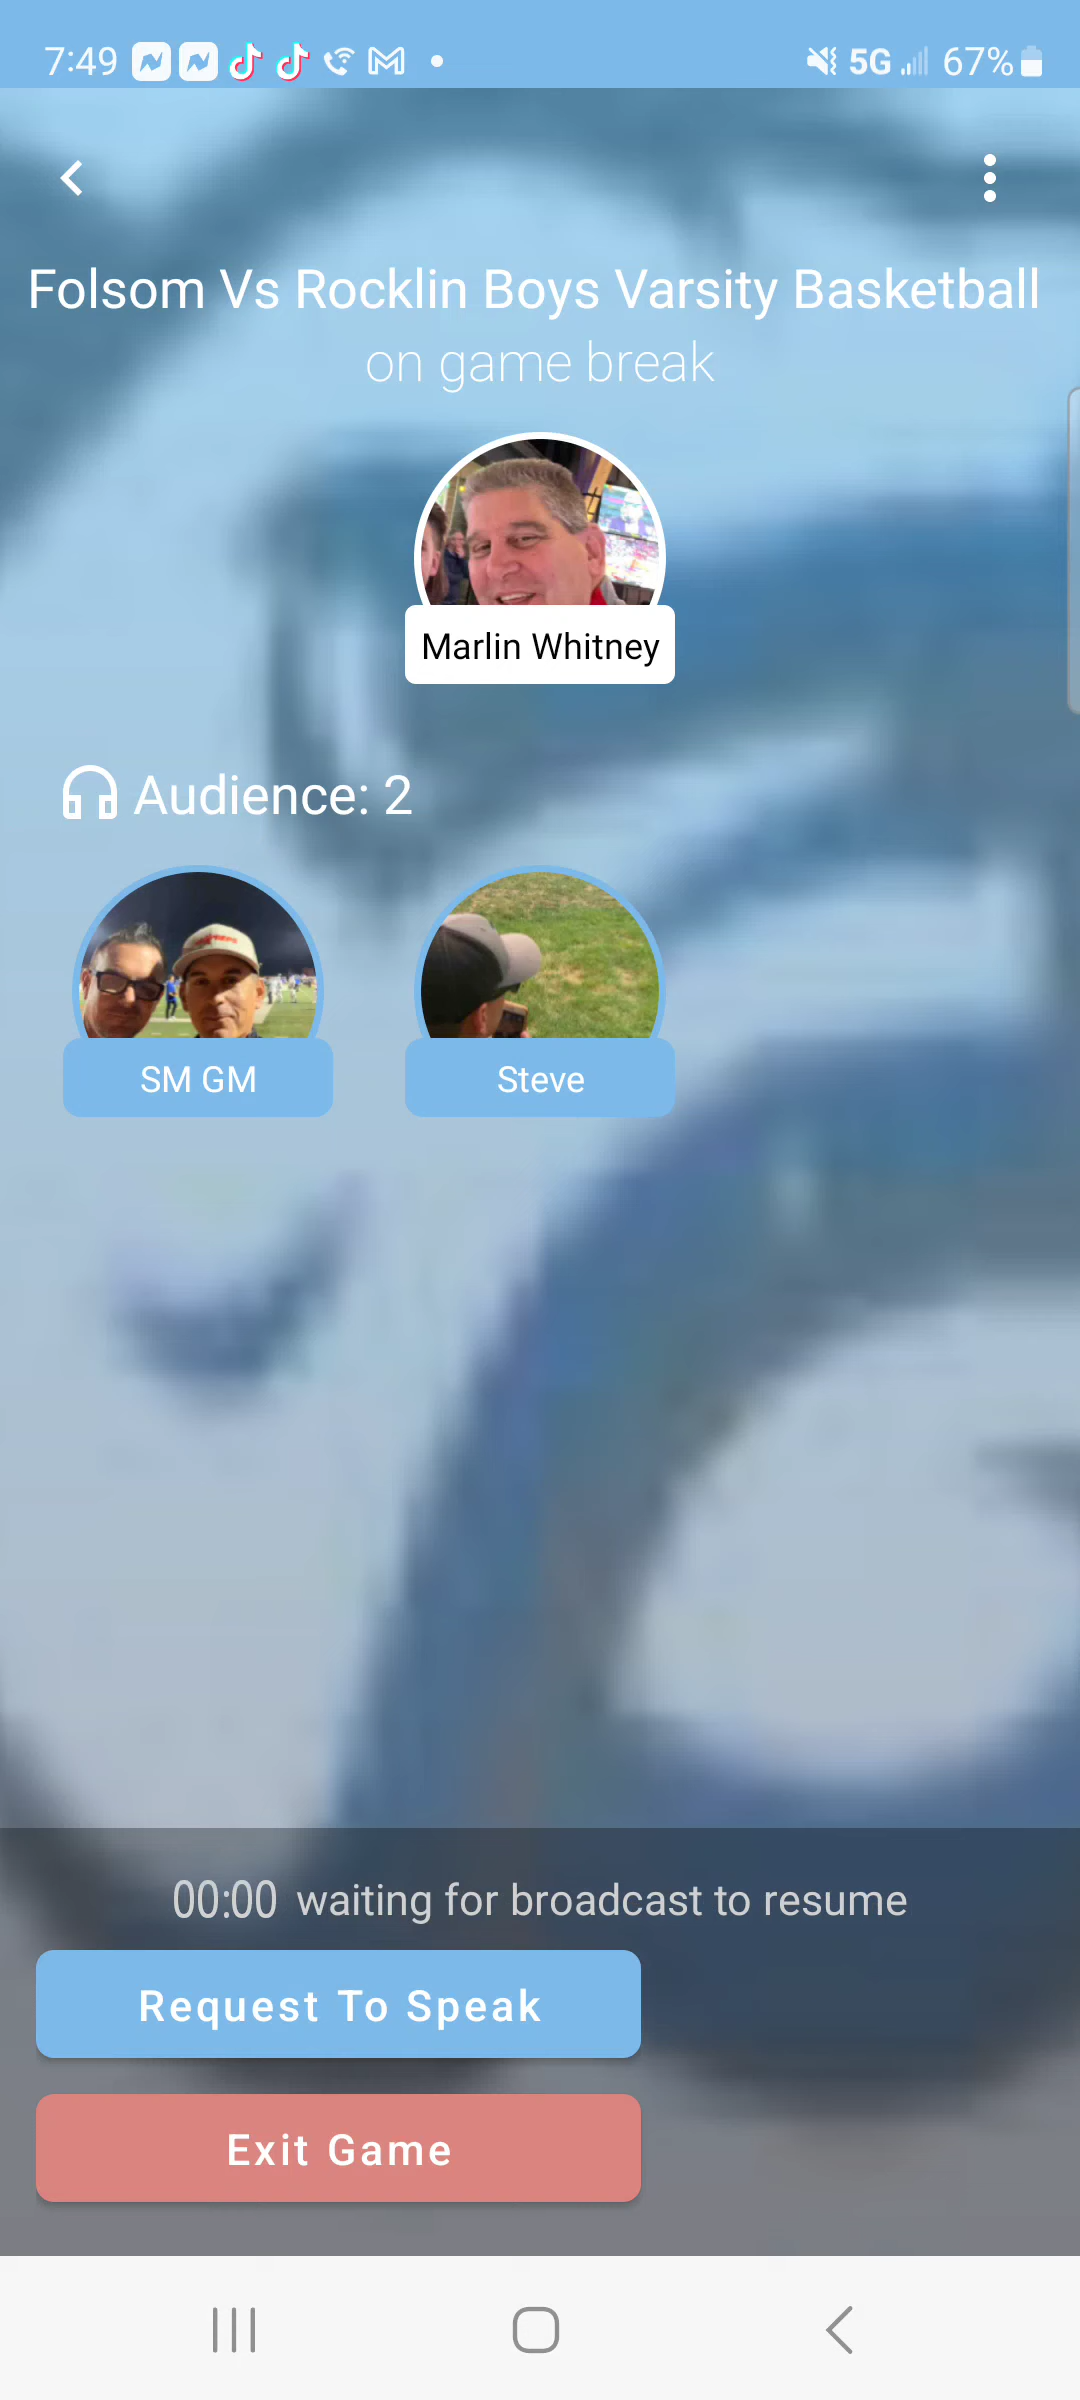 7:49
5G 67%
Folsom Vs Rocklin Boys Varsity Basketball
on game break
Marlin Whitney
Audience: 2
SM GM
Steve
00:00 waiting for broadcast to resume
Request To Speak
Exit Game